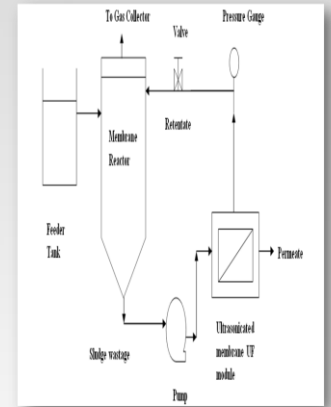 To Gas Collector
Pressure Gauge
Valve
Retentate
Membrane
Reactor
Feeder
Tank
Permeate
Sludge wastage
Ultrasonicated
membrane UF
module
Pump